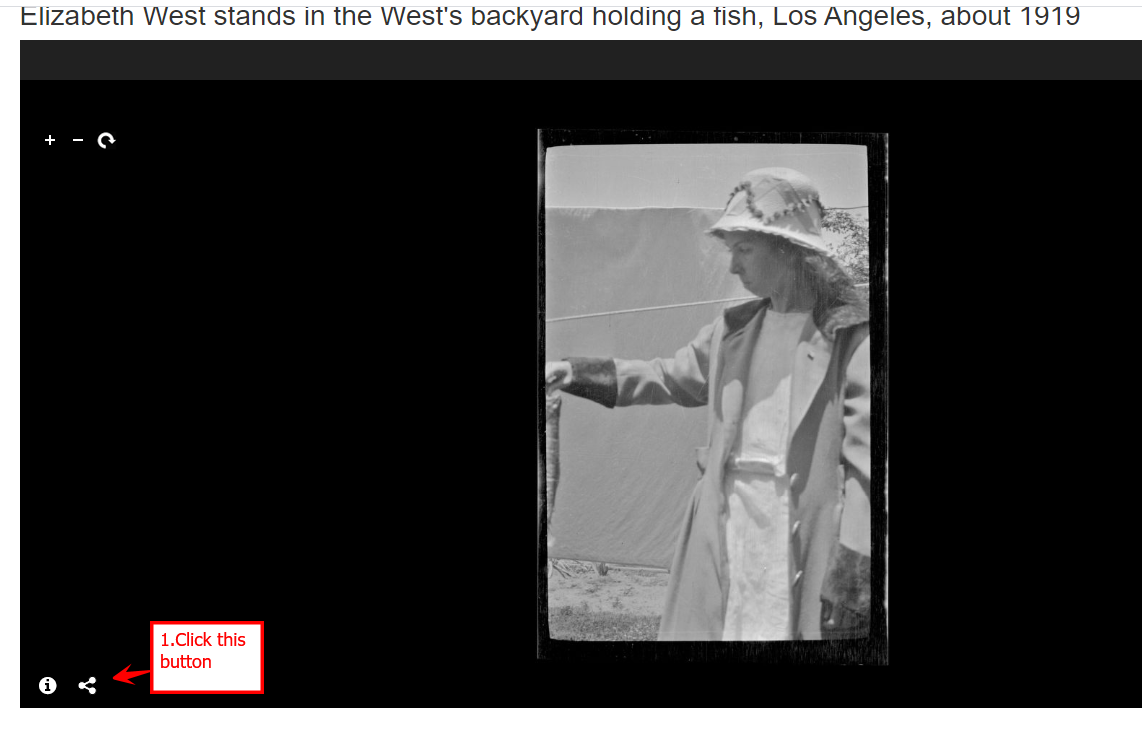 Elizabeth West stands in the West's backyard holding a fish, Los Angeles, about 1919
1.Click this
button